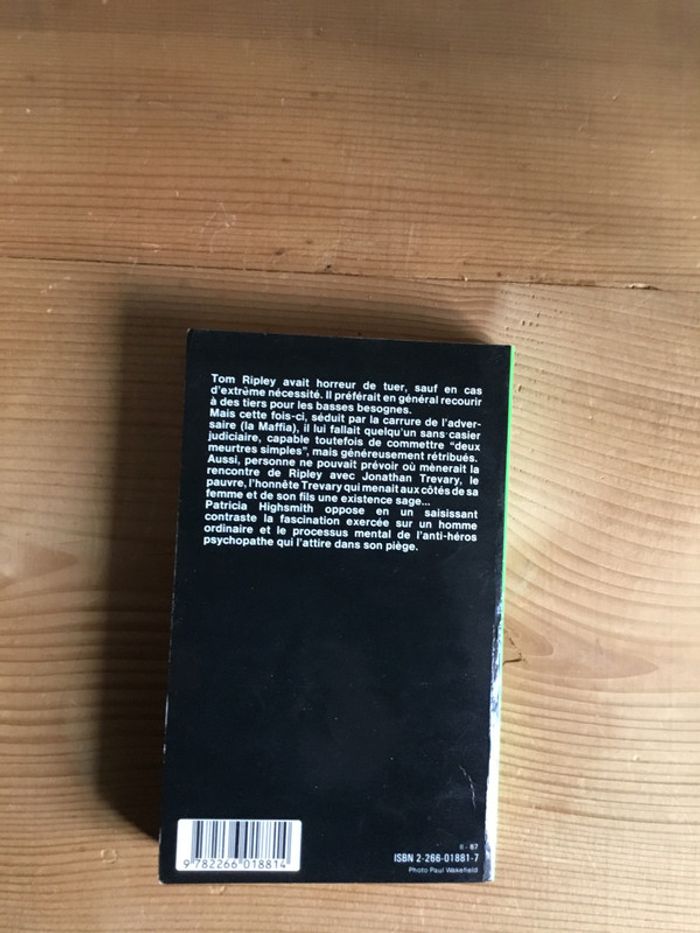 Tom Ripley avait horreur de tuer, sauf en cas
d'extrême nécessité. Il préférait en général recourir
à des tiers pour les basses besognes.
Mais cette fois-ci, séduit par la carrure de l'adver-
saire (la Maffia), il lui fallait quelqu'un sans casier
judiciaire, capable toutefois de commettre "deux
meurtres simples", mais généreusement rétribués.
Aussi, personne ne pouvait prévoir où mènerait la
rencontre de Ripley avec Jonathan Trevary, le
pauvre, l'honnête Trevary qui menait aux côtés de sa
femme et de son fils une existence sage...
Patricia Highsmith oppose en un saisissant
contraste la fascination exercée sur un homme
ordinaire et le processus mental de l'anti-héros
psychopathe qui l'attire dans son piège.
II - 87
ISBN 2-266-01881-7
Photo Paul Wakefield
9 782266 018814